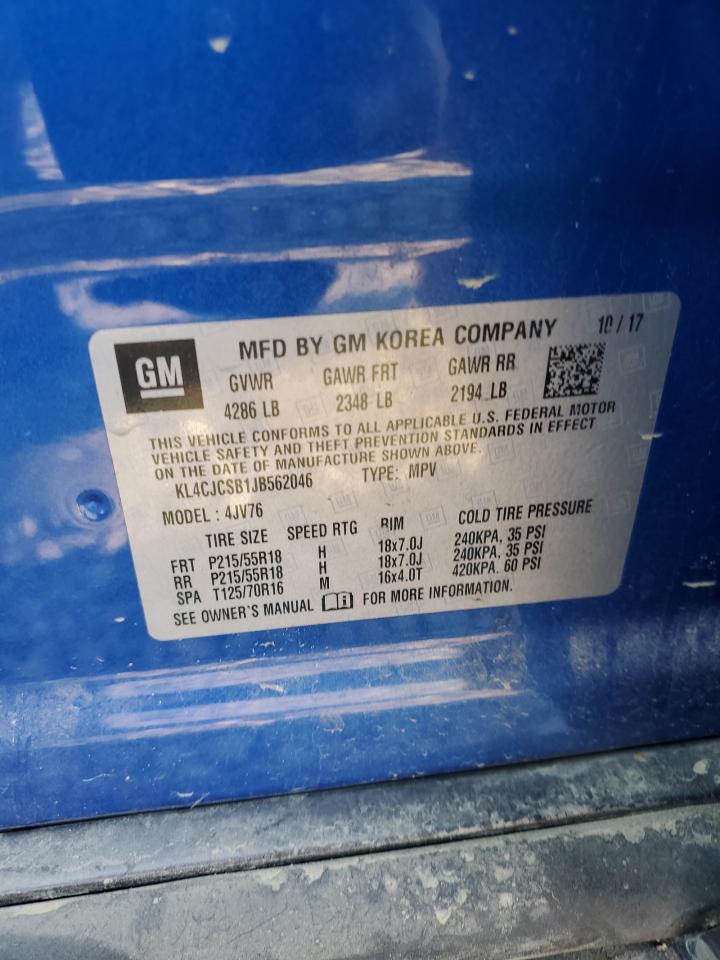 GM MFD BY GM KOREA COMPANY 10/17
GVWR GAWR FRT GAWR RR
4286 LB 2348 LB 2194 LB
THIS VEHICLE CONFORMS TO ALL APPLICABLE U.S. FEDERAL MOTOR
VEHICLE SAFETY AND THEFT PREVENTION STANDARDS IN EFFECT
ON THE DATE OF MANUFACTURE SHOWN ABOVE.
KL4CJCSB1JB562046 TYPE: MPV
MODEL : 4JV76
TIRE SIZE SPEED RTG RIM COLD TIRE PRESSURE
FRT P215/55R18 H 18x7.0J 240KPA, 35 PSI
RR P215/55R18 H 18x7.0J 240KPA, 35 PSI
SPA T125/70R16 M 16x4.0T 420KPA. 60 PSI
SEE OWNER'S MANUAL FOR MORE INFORMATION.